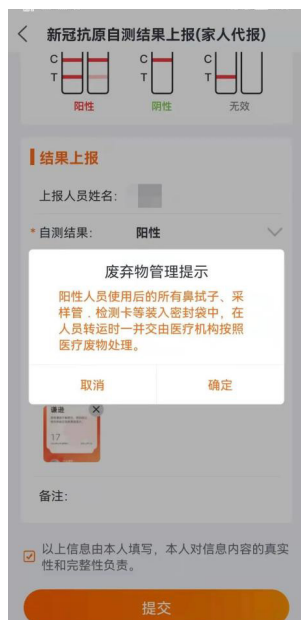 新冠抗原自测结果上报(家人代报)
C
T
C
T
C
T
阳性
阴性
无效
结果上报
上报人员姓名:
*自测结果:
阳性
废弃物管理提示
阳性人员使用后的所有鼻拭子、采
样管．检测卡等装入密封袋中，在
人员转运时一并交由医疗机构按照
医疗废物处理。
取消
确定
谦逊
17
备注:
以上信息由本人填写，本人对信息内容的真实
性和完整性负责。
提交